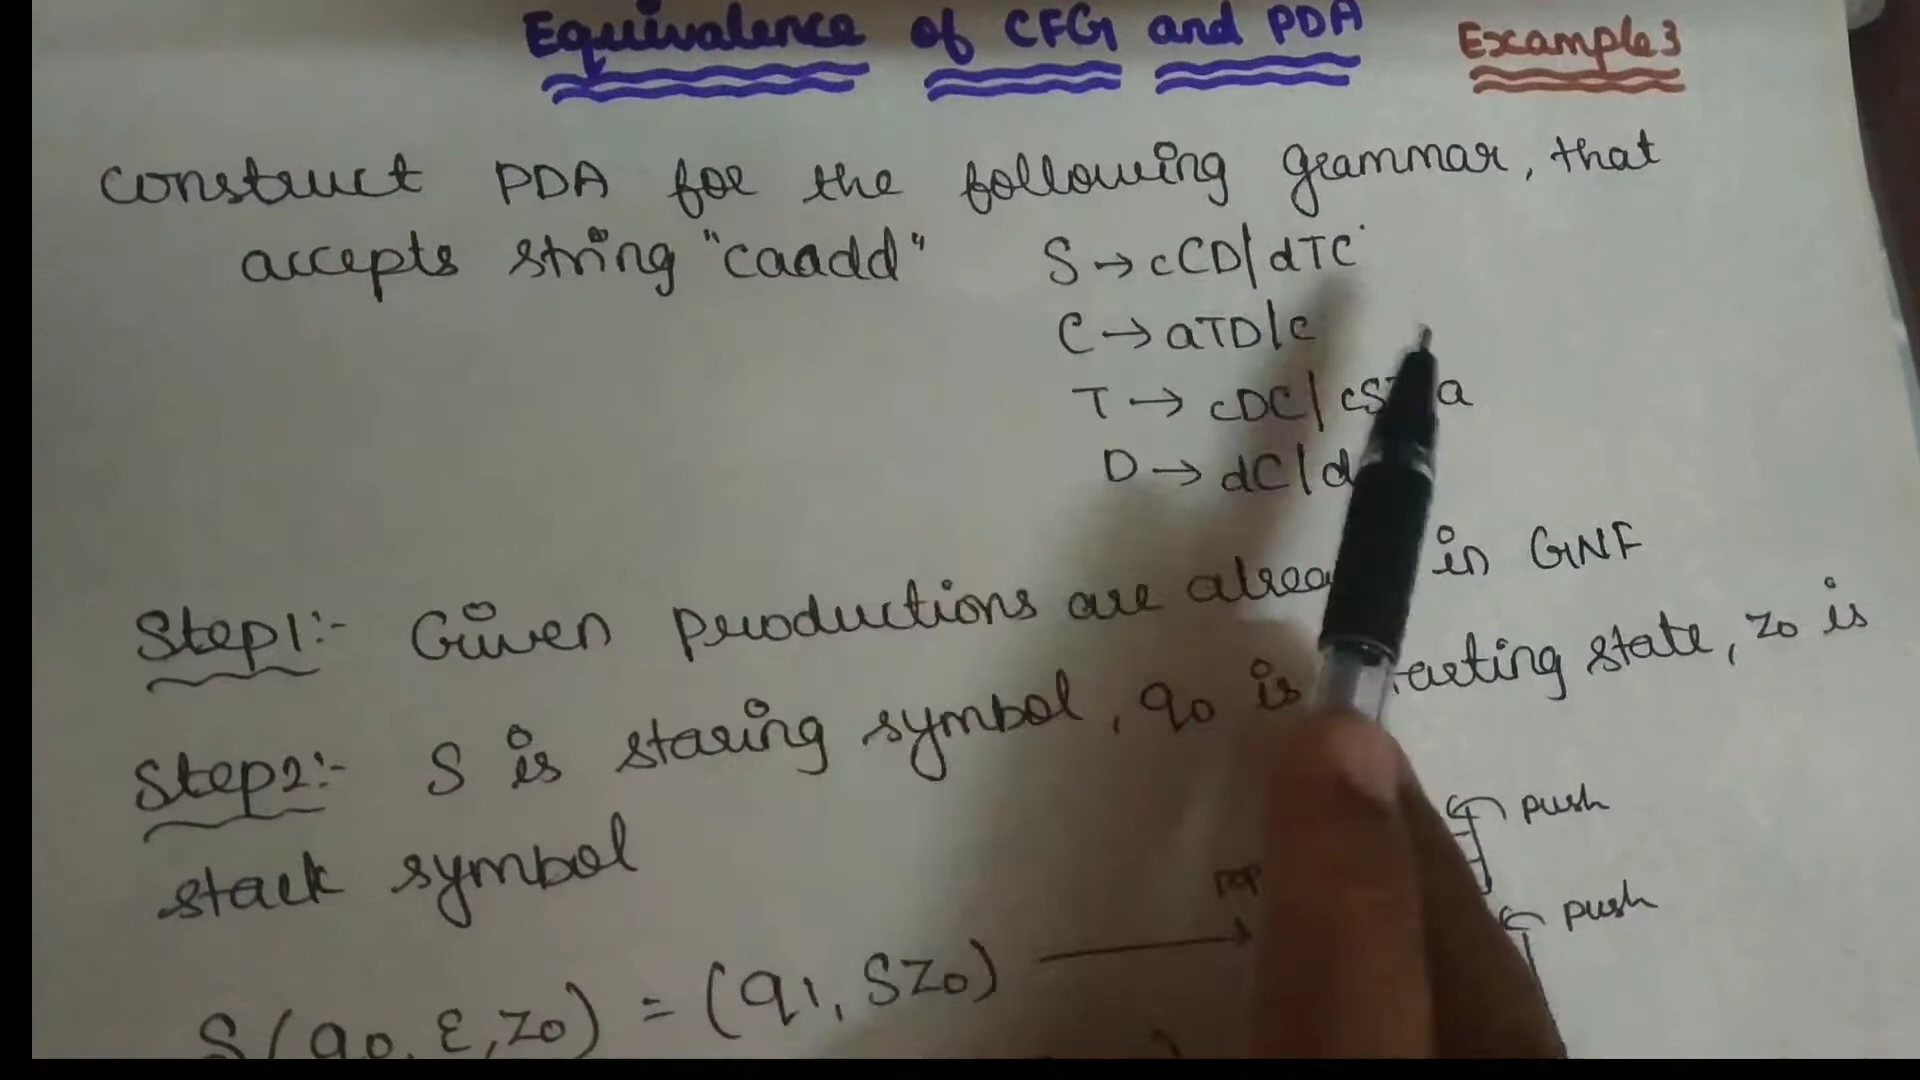 Equivalence of CFG and PDA Example 3
Construct PDA for the following grammar, that
accepts string "caadd" S → cCD/dTC
C → aTD/c
T → cDC/ a
D → dC/d
Step1:- Given productions are in GNF
Step2:- S is staring symbol, q0 is state, z0 is
stack symbol
push
pop
push
δ(q0, ε, z0) = (q1, Sz0)